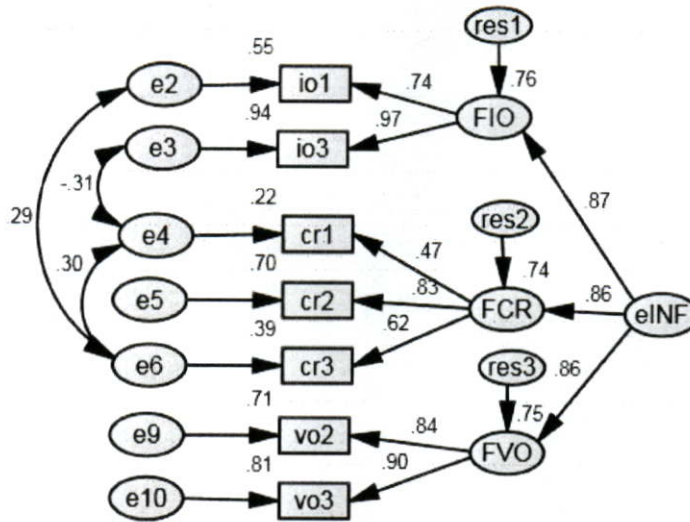 res1
.55
.76
e2
io1
.74
FIO
.94
.97
e3
io3
-.31
.87
.29
.22
res2
e4
cr1
.47
.30
.70
.74
.83
.86
e5
cr2
FCR
eINF
.39
.62
e6
cr3
res3
.86
.71
.75
e9
vo2
.84
FVO
.81
.90
e10
vo3